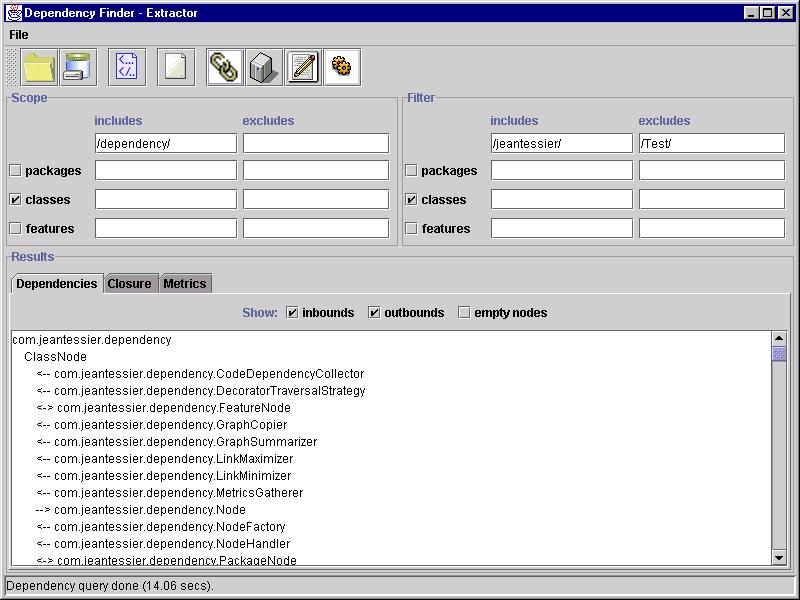 Dependency Finder - Extractor
File
Scope
includes excludes
/dependency/
packages
classes
features
Filter
includes excludes
/jeantessier/ /Test/
packages
classes
features
Results
Dependencies Closure Metrics
Show: inbounds outbounds empty nodes
com.jeantessier.dependency
ClassNode
<-- com.jeantessier.dependency.CodeDependencyCollector
<-- com.jeantessier.dependency.DecoratorTraversalStrategy
<-> com.jeantessier.dependency.FeatureNode
<-- com.jeantessier.dependency.GraphCopier
<-- com.jeantessier.dependency.GraphSummarizer
<-- com.jeantessier.dependency.LinkMaximizer
<-- com.jeantessier.dependency.LinkMinimizer
<-- com.jeantessier.dependency.MetricsGatherer
--> com.jeantessier.dependency.Node
<-- com.jeantessier.dependency.NodeFactory
<-- com.jeantessier.dependency.NodeHandler
<-> com.jeantessier.dependency.PackageNode
Dependency query done (14.06 secs).